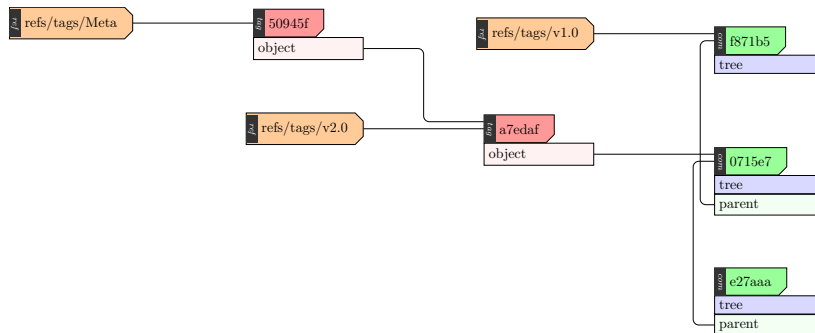 ref refs/tags/Meta
tag 50945f
object
ref refs/tags/v1.0
com f871b5
tree
ref refs/tags/v2.0
tag a7edaf
object
com 0715e7
tree
parent
com e27aaa
tree
parent